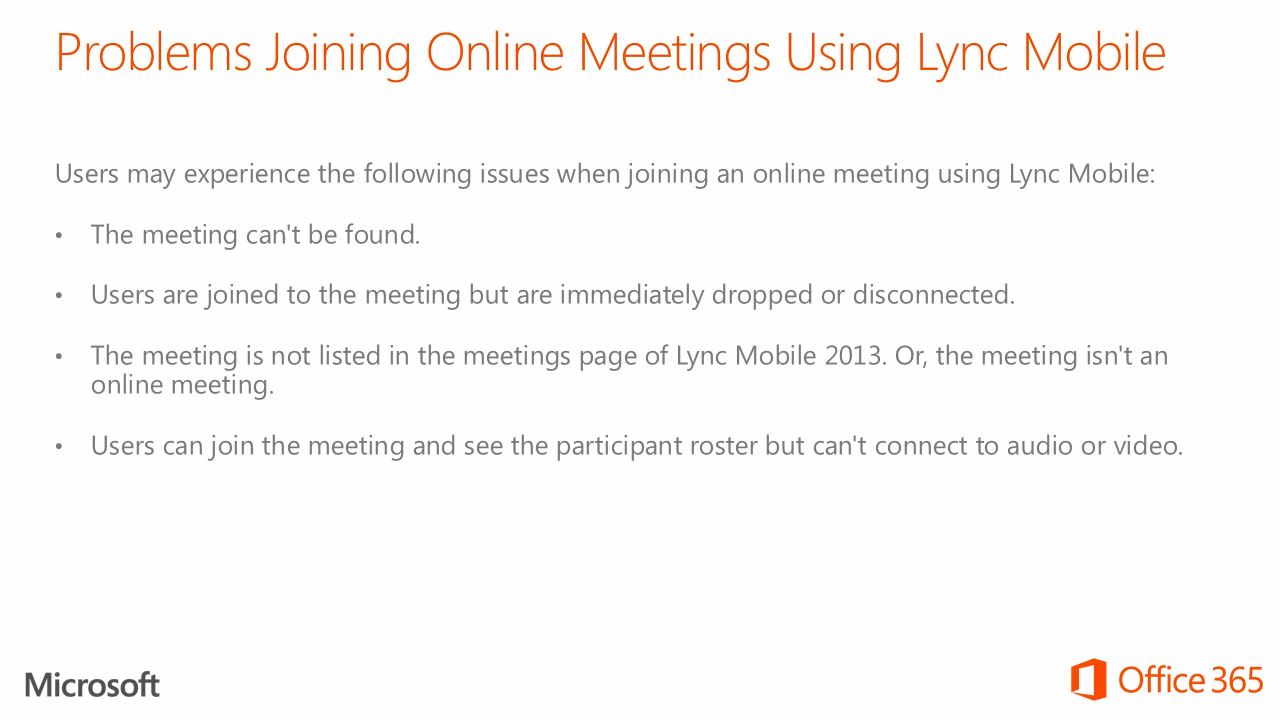 Problems Joining Online Meetings Using Lync Mobile
Users may experience the following issues when joining an online meeting using Lync Mobile:
• The meeting can't be found.
• Users are joined to the meeting but are immediately dropped or disconnected.
• The meeting is not listed in the meetings page of Lync Mobile 2013. Or, the meeting isn't an
online meeting.
• Users can join the meeting and see the participant roster but can't connect to audio or video.
Microsoft
Office 365